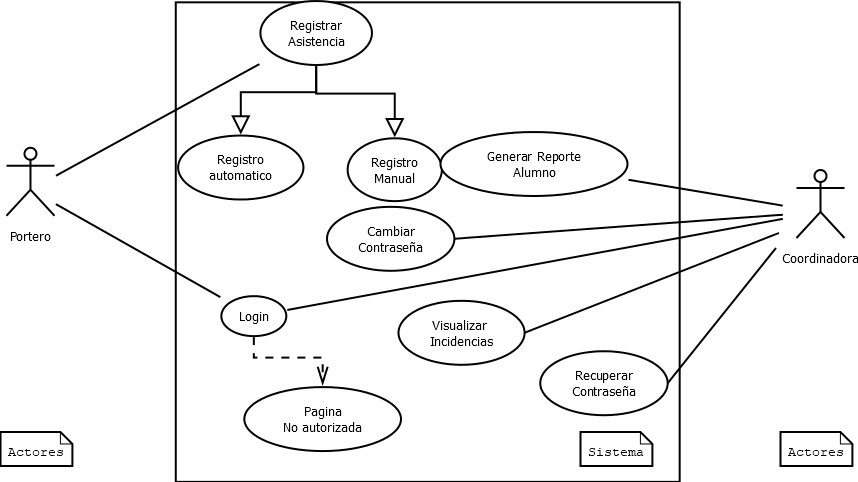 Registrar
Asistencia
Registro
automatico
Registro
Manual
Generar Reporte
Alumno
Portero
Cambiar
Contraseña
Coordinadora
Login
Visualizar
Incidencias
Recuperar
Contraseña
Pagina
No autorizada
Actores
Sistema
Actores